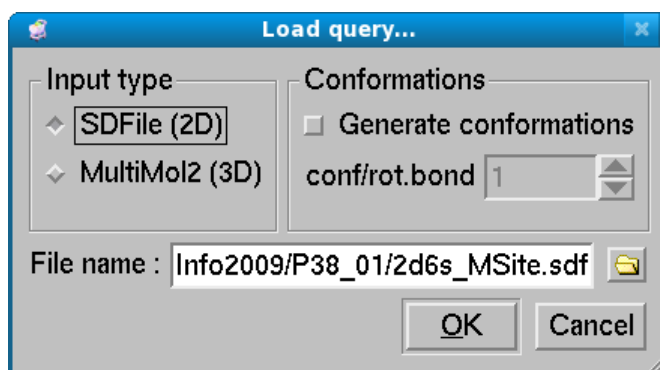 Load query...
Input type
Conformations
SDFile (2D)
Generate conformations
MultiMol2 (3D)
conf/rot.bond 1
File name : Info2009/P38_01/2d6s_MSite.sdf
OK Cancel